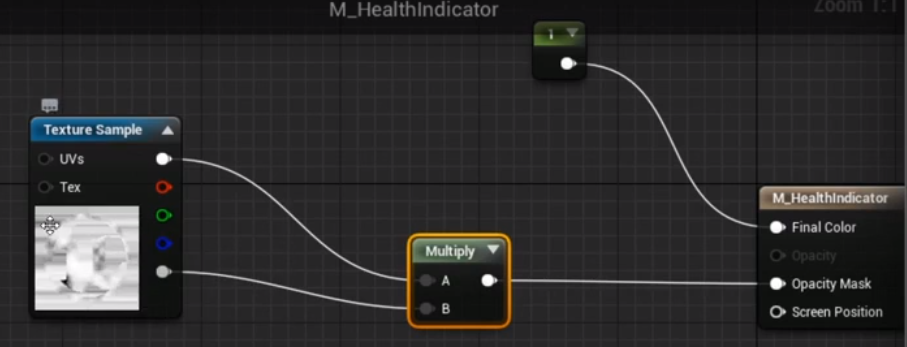 M_HealthIndicator
Zoom 1:1
1
Texture Sample
UVs
Tex
Multiply
A
B
M_HealthIndicator
Final Color
Opacity
Opacity Mask
Screen Position